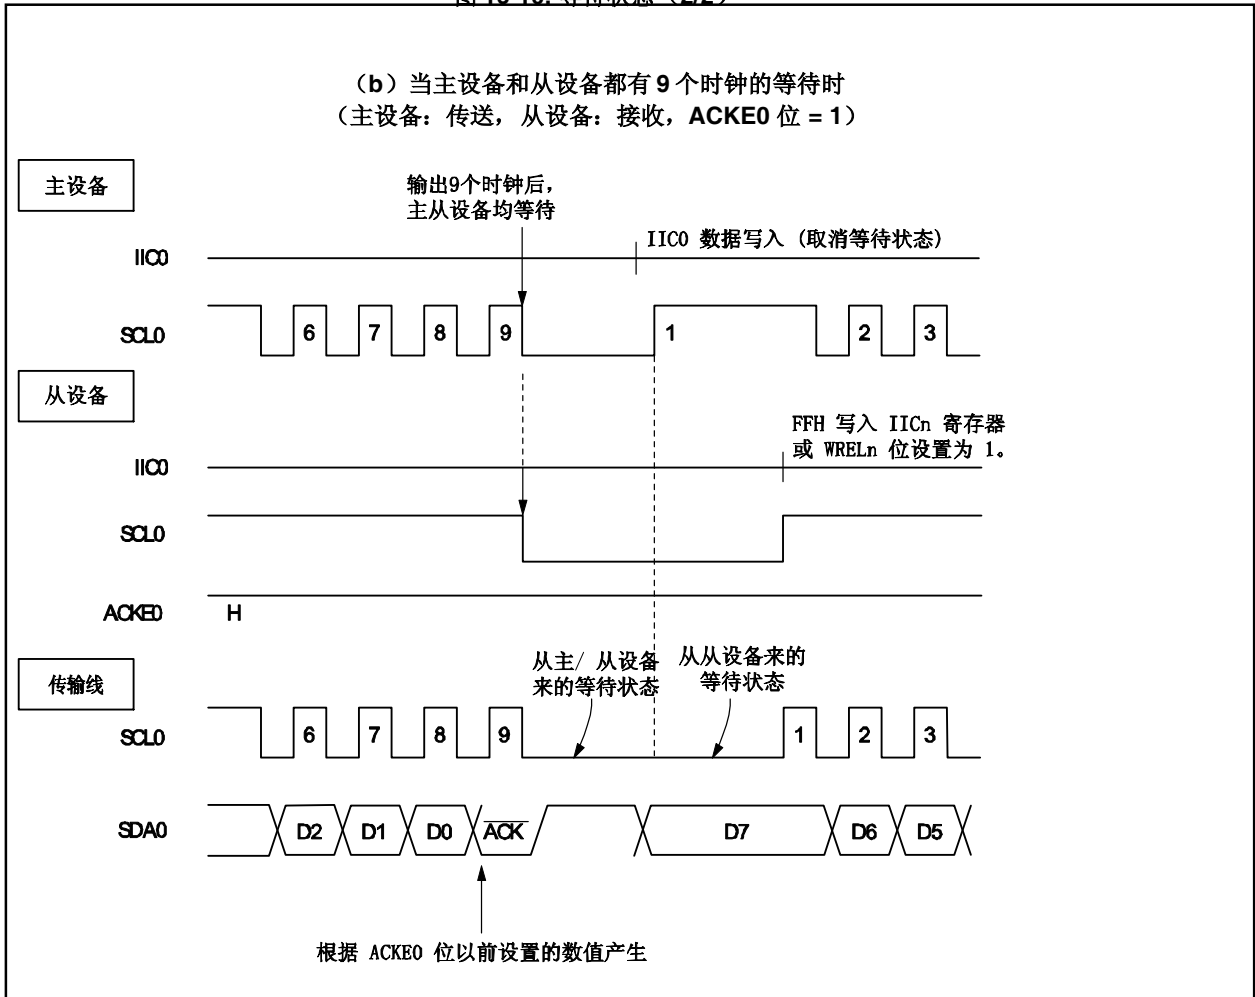 （b）当主设备和从设备都有 9 个时钟的等待时
（主设备：传送，从设备：接收，ACKE0 位 = 1）
主设备
输出9个时钟后，
主从设备均等待
IIC0 数据写入 (取消等待状态)
IIC0
SCL0
6 7 8 9 1 2 3
从设备
FFH 写入 IICn 寄存器
或 WRELn 位设置为 1。
IIC0
SCL0
ACKE0 H
传输线
从主/ 从设备
来的等待状态
从从设备来的
等待状态
SCL0
6 7 8 9 1 2 3
SDA0
D2 D1 D0 ACK D7 D6 D5
根据 ACKE0 位以前设置的数值产生